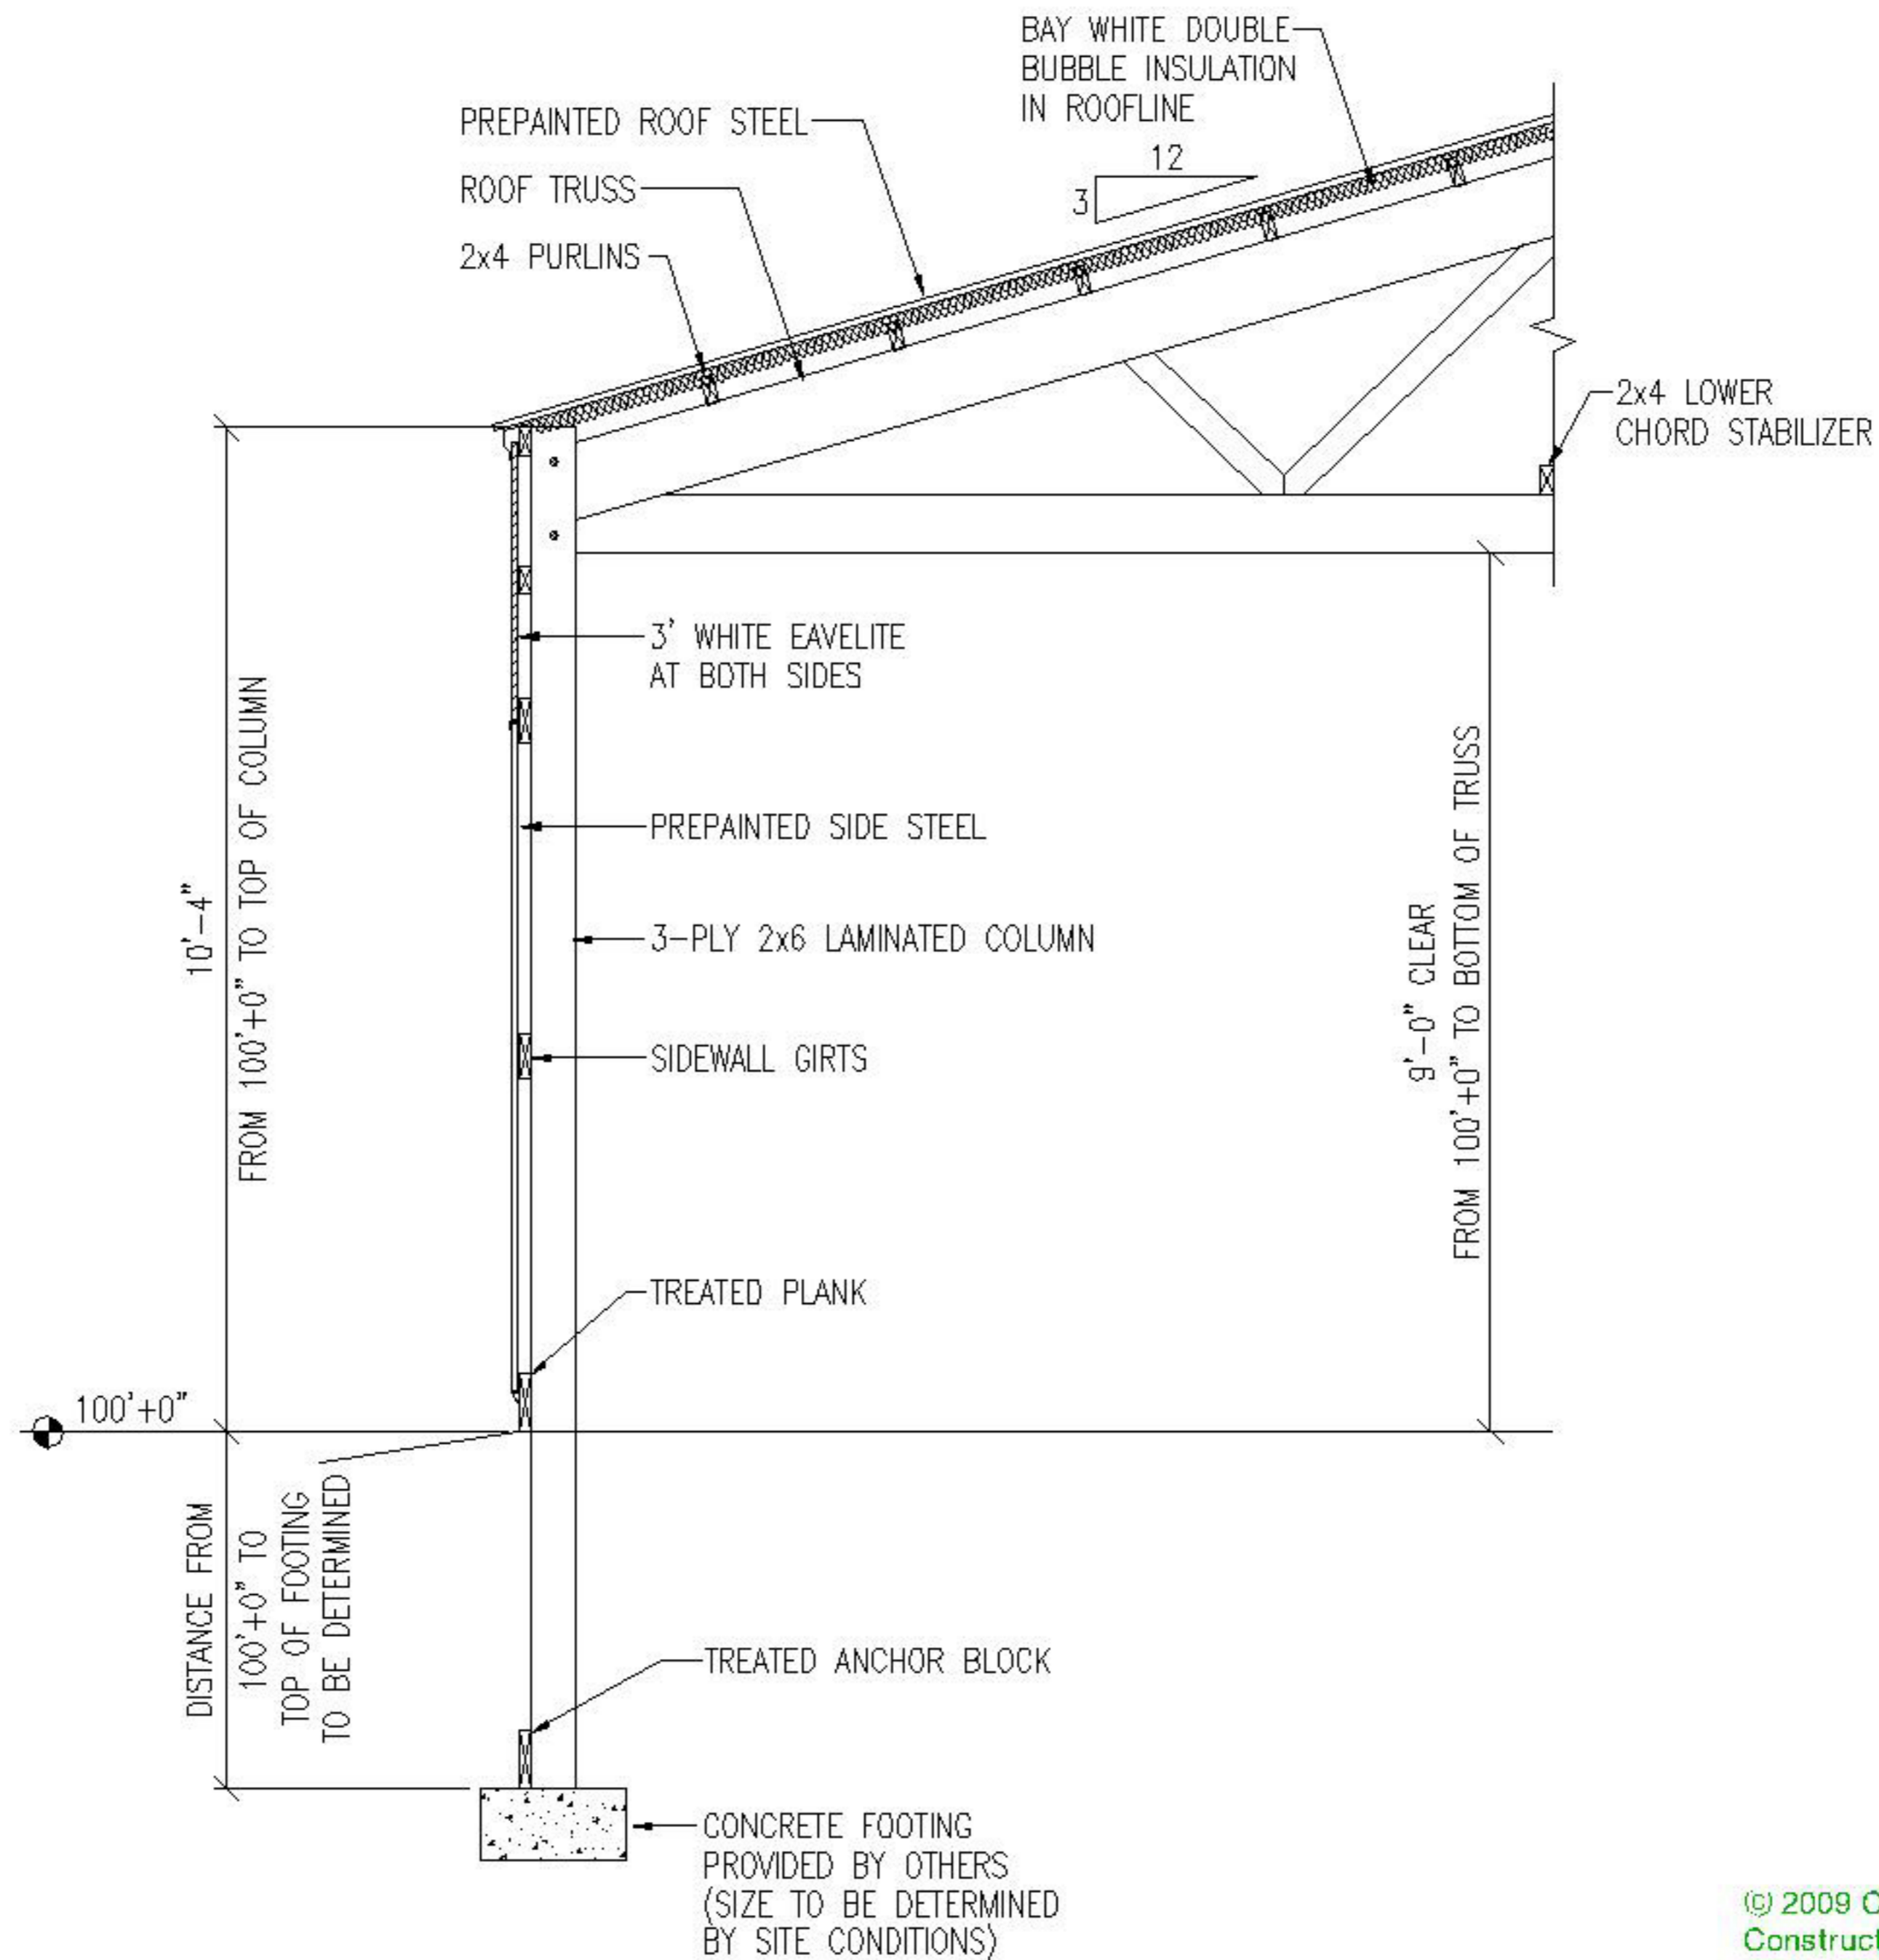 BAY WHITE DOUBLE
BUBBLE INSULATION
IN ROOFLINE
PREPAINTED ROOF STEEL
12
3
ROOF TRUSS
2x4 PURLINS
2x4 LOWER
CHORD STABILIZER
3' WHITE EAVELITE
AT BOTH SIDES
10'-4"
FROM 100'+0" TO TOP OF COLUMN
PREPAINTED SIDE STEEL
3-PLY 2x6 LAMINATED COLUMN
9'-0" CLEAR
FROM 100'+0" TO BOTTOM OF TRUSS
SIDEWALL GIRTS
TREATED PLANK
100'+0"
DISTANCE FROM
100'+0" TO
TOP OF FOOTING
TO BE DETERMINED
TREATED ANCHOR BLOCK
CONCRETE FOOTING
PROVIDED BY OTHERS
(SIZE TO BE DETERMINED
BY SITE CONDITIONS)
© 2009
Construct